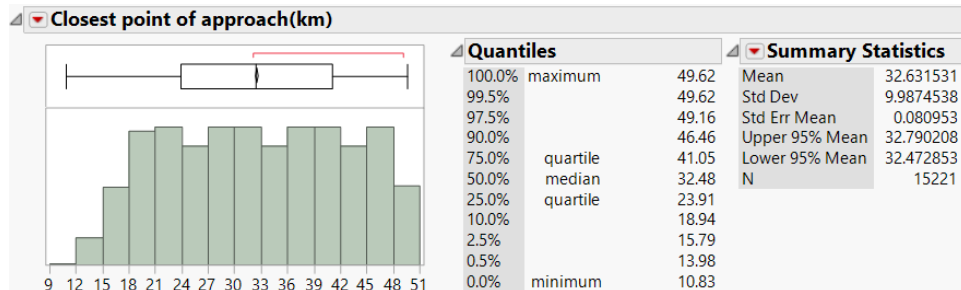 Closest point of approach(km)
Quantiles
100.0% maximum 49.62
99.5% 49.62
97.5% 49.16
90.0% 46.46
75.0% quartile 41.05
50.0% median 32.48
25.0% quartile 23.91
10.0% 18.94
2.5% 15.79
0.5% 13.98
0.0% minimum 10.83
Summary Statistics
Mean 32.631531
Std Dev 9.9874538
Std Err Mean 0.080953
Upper 95% Mean 32.790208
Lower 95% Mean 32.472853
N 15221
9 12 15 18 21 24 27 30 33 36 39 42 45 48 51